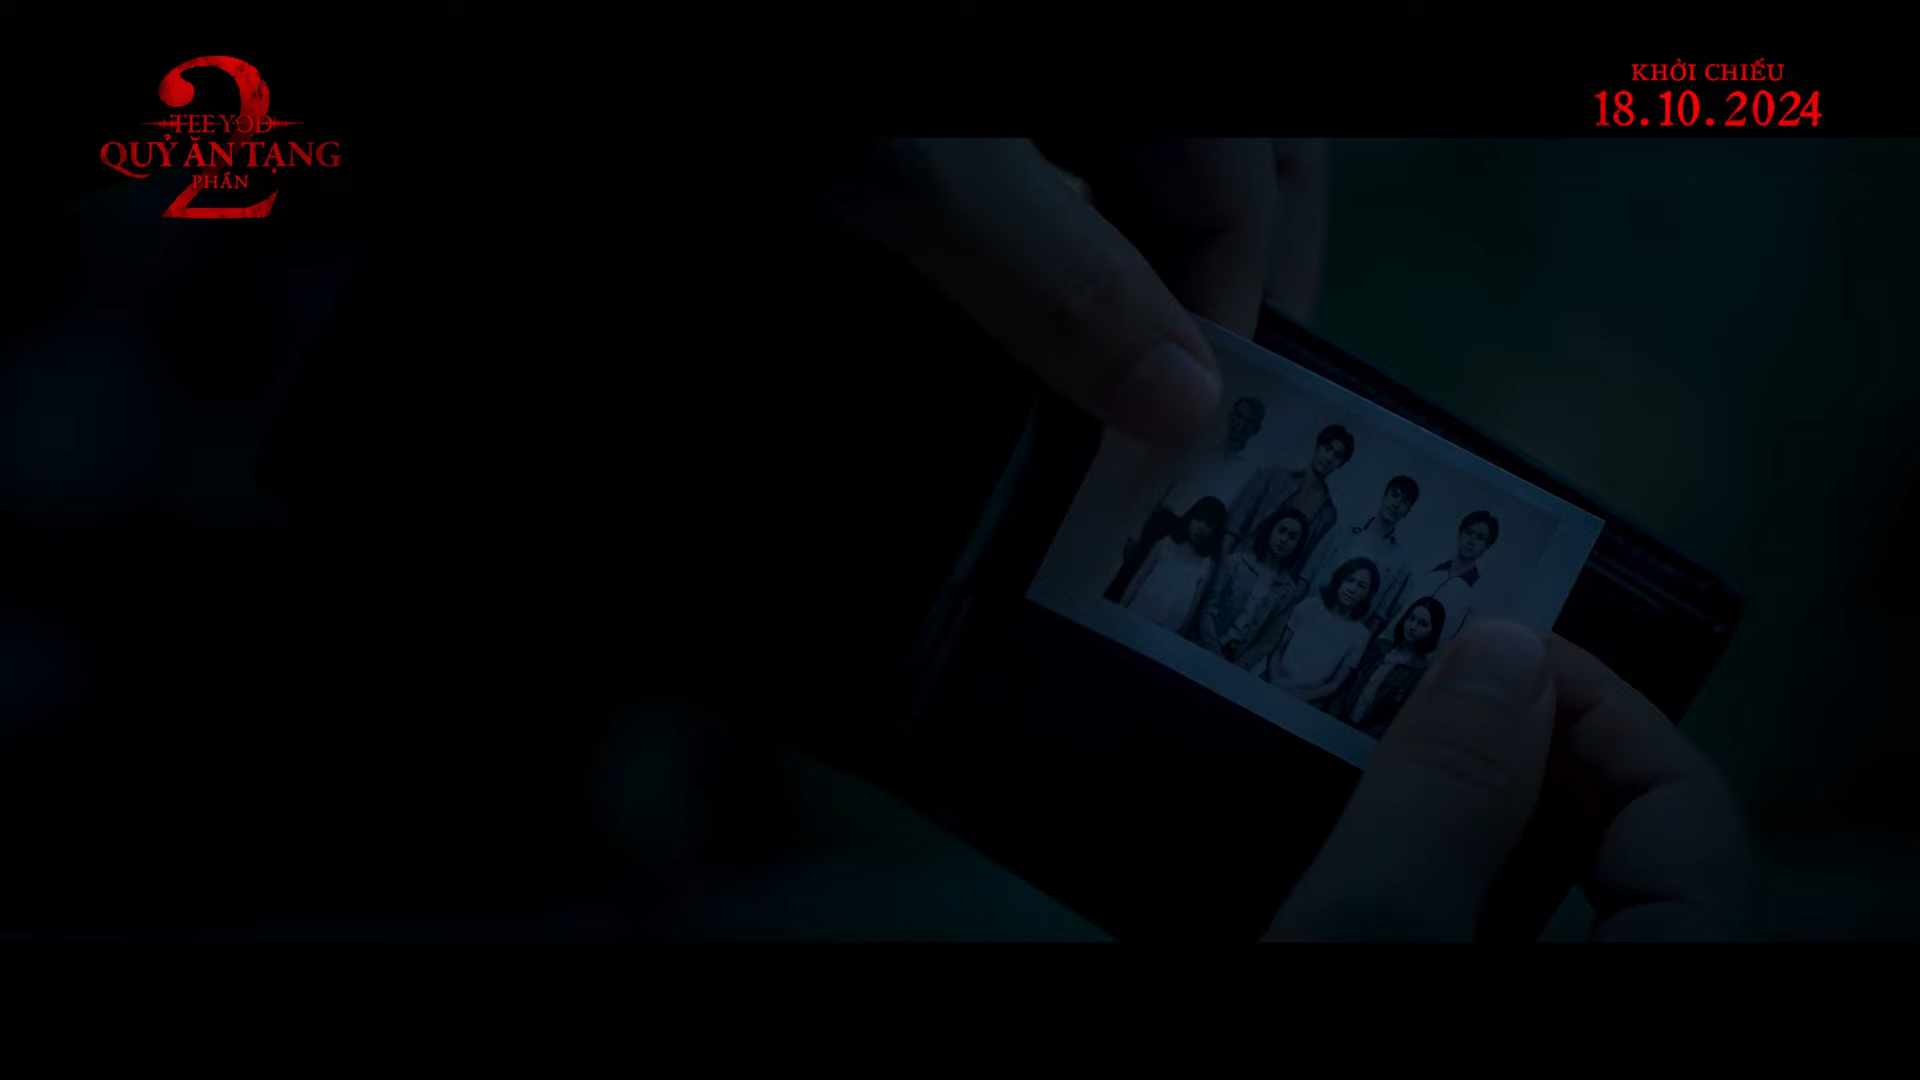 2
TEE YOD
QUỶ ĂN TẠNG
PHẦN
KHỞI CHIẾU
18.10.2024